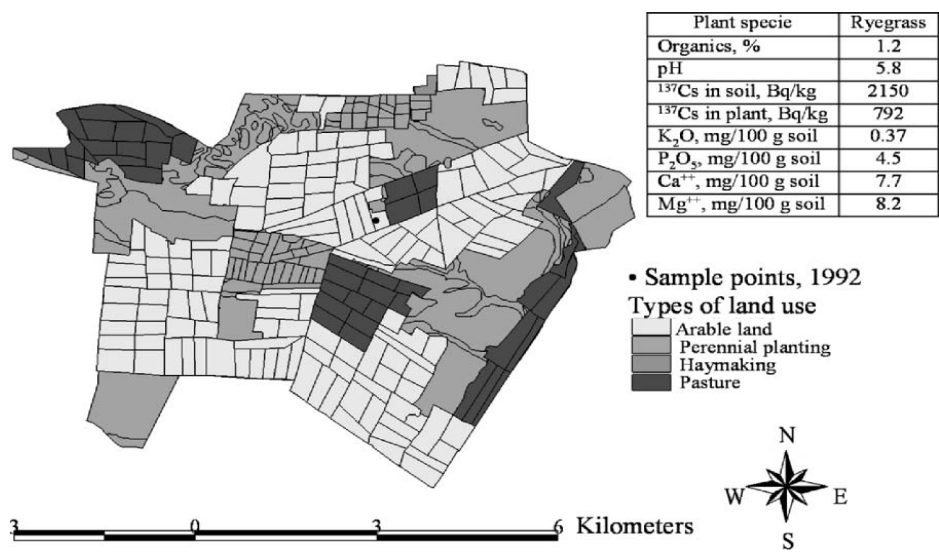 Plant specie Ryegrass
Organics, % 1.2
pH 5.8
¹³⁷Cs in soil, Bq/kg 2150
¹³⁷Cs in plant, Bq/kg 792
K₂O, mg/100 g soil 0.37
P₂O₅, mg/100 g soil 4.5
Ca⁺⁺, mg/100 g soil 7.7
Mg⁺⁺, mg/100 g soil 8.2
• Sample points, 1992
Types of land use
Arable land
Perennial planting
Haymaking
Pasture
N
W E
S
3 0 3 6 Kilometers